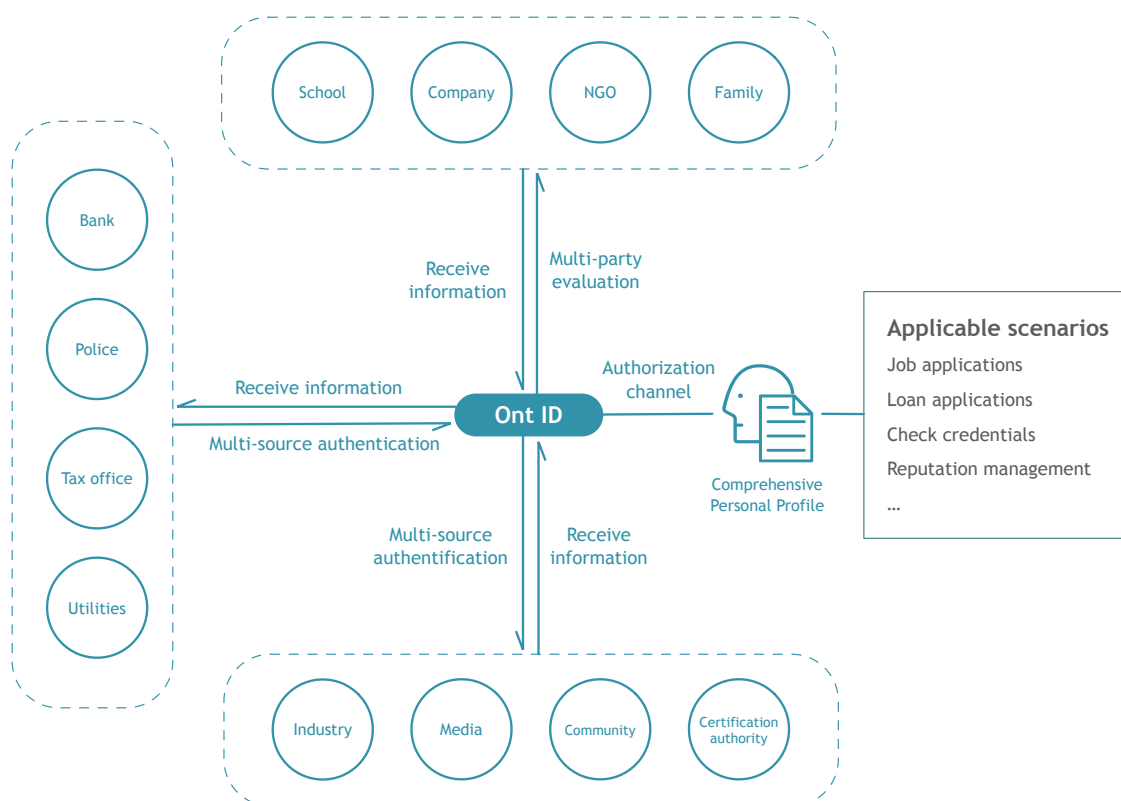 School
Company
NGO
Family
Bank
Police
Tax office
Utilities
Receive
information
Multi-party
evaluation
Receive information
Multi-source authentication
Ont ID
Authorization
channel
Comprehensive
Personal Profile
Applicable scenarios
Job applications
Loan applications
Check credentials
Reputation management
...
Multi-source
authentification
Receive
information
Industry
Media
Community
Certification
authority